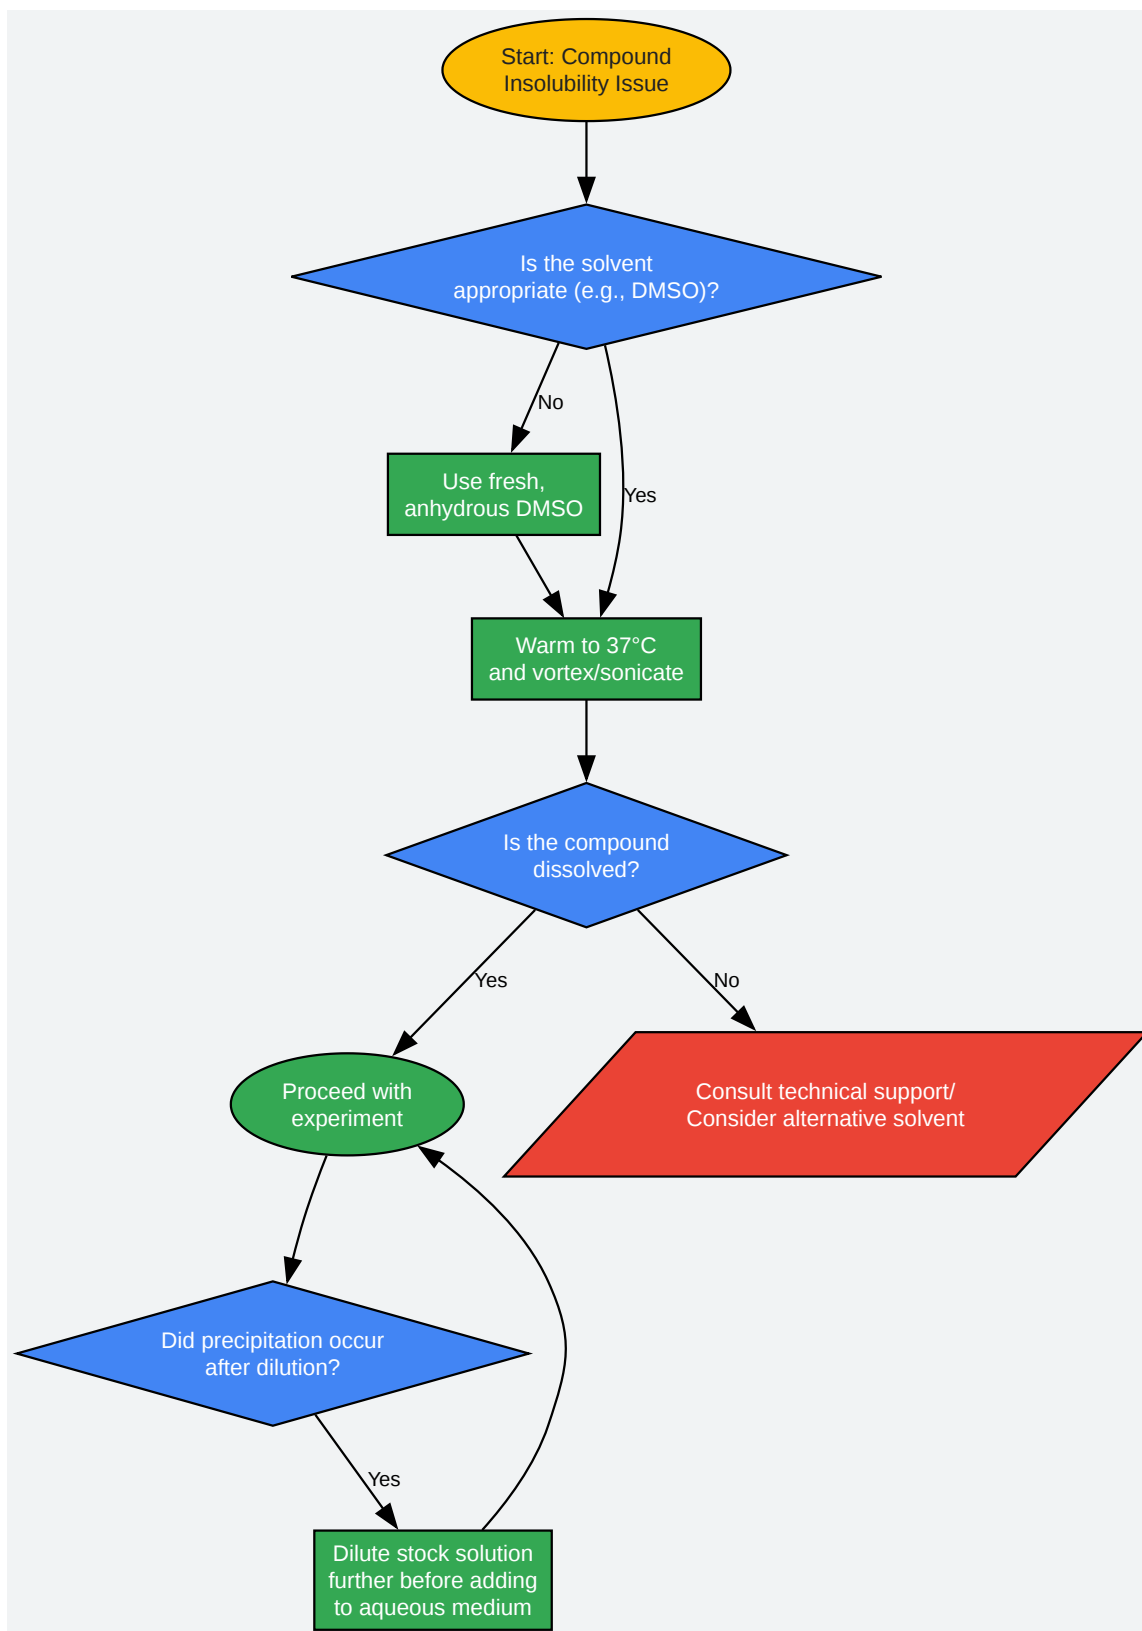 Start: Compound
Insolubility Issue
Is the solvent
appropriate (e.g., DMSO)?
No
Use fresh,
anhydrous DMSO
Yes
Warm to 37°C
and vortex/sonicate
Is the compound
dissolved?
Yes
No
Proceed with
experiment
Consult technical support/
Consider alternative solvent
Did precipitation occur
after dilution?
Yes
Dilute stock solution
further before adding
to aqueous medium